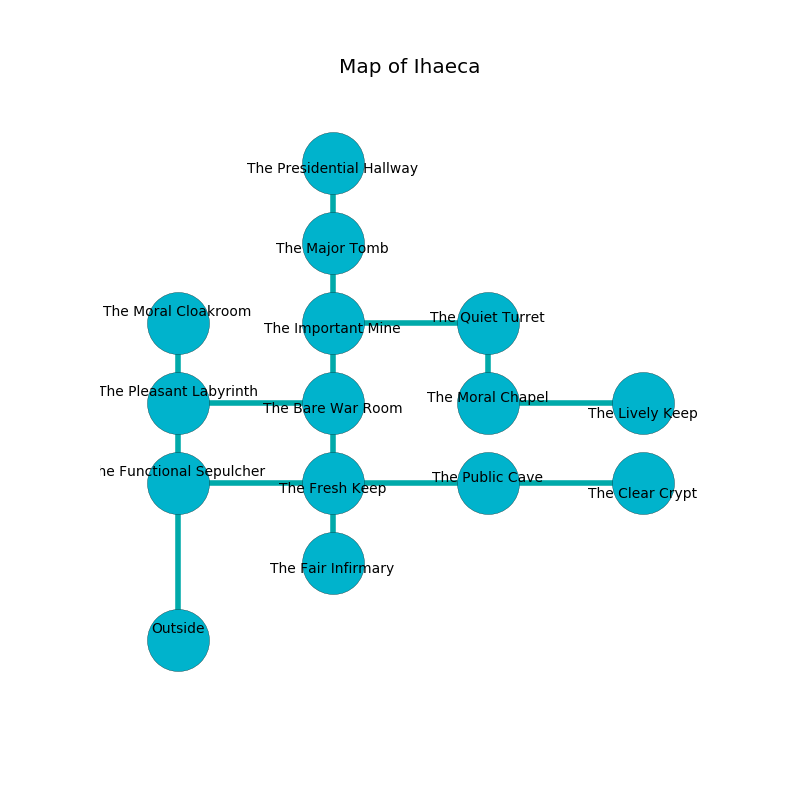 Map of Ihaeca
The Presidential Hallway
The Major Tomb
The Moral Cloakroom
The Quiet Turret
The Important Mine
The Pleasant Labyrinth
The Moral Chapel
The Bare War Room
The Lively Keep
he Functional Sepulcher
The Public Cave
The Fresh Keep
The Clear Crypt
The Fair Infirmary
Outside